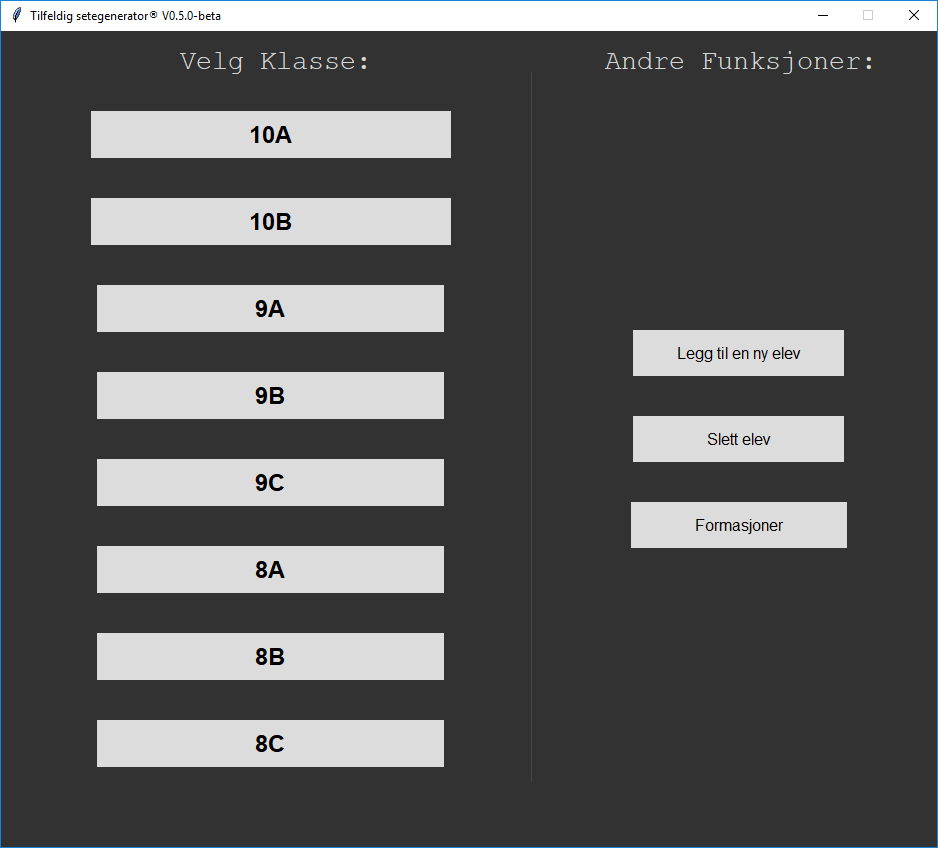 Tilfeldig setegenerator® V0.5.0-beta
Velg Klasse:
10A
10B
9A
9B
9C
8A
8B
8C
Andre Funksjoner:
Legg til en ny elev
Slett elev
Formasjoner